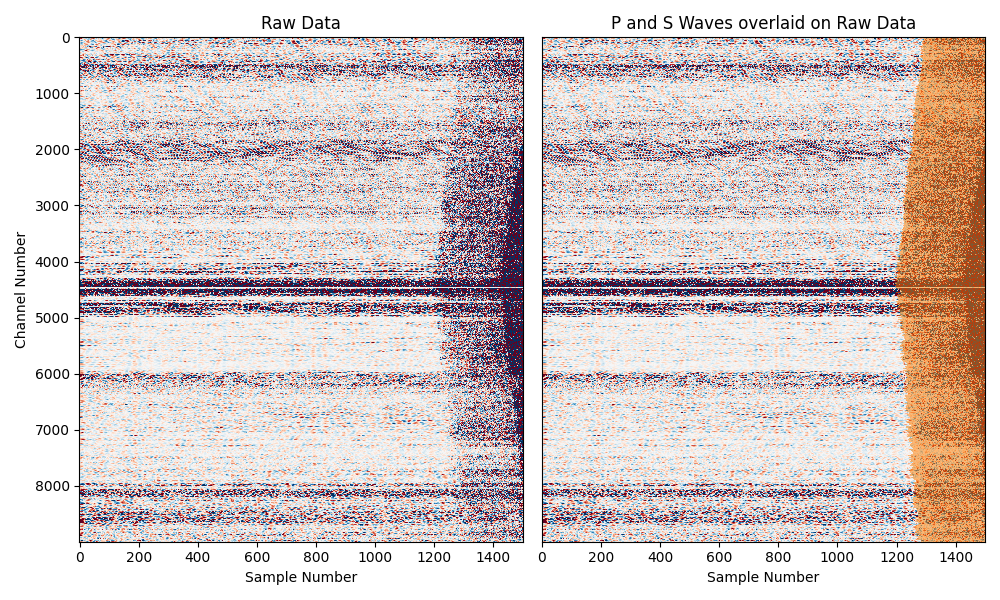 Raw Data
P and S Waves overlaid on Raw Data
Channel Number
0
1000
2000
3000
4000
5000
6000
7000
8000
0 200 400 600 800 1000 1200 1400
0 200 400 600 800 1000 1200 1400
Sample Number
Sample Number